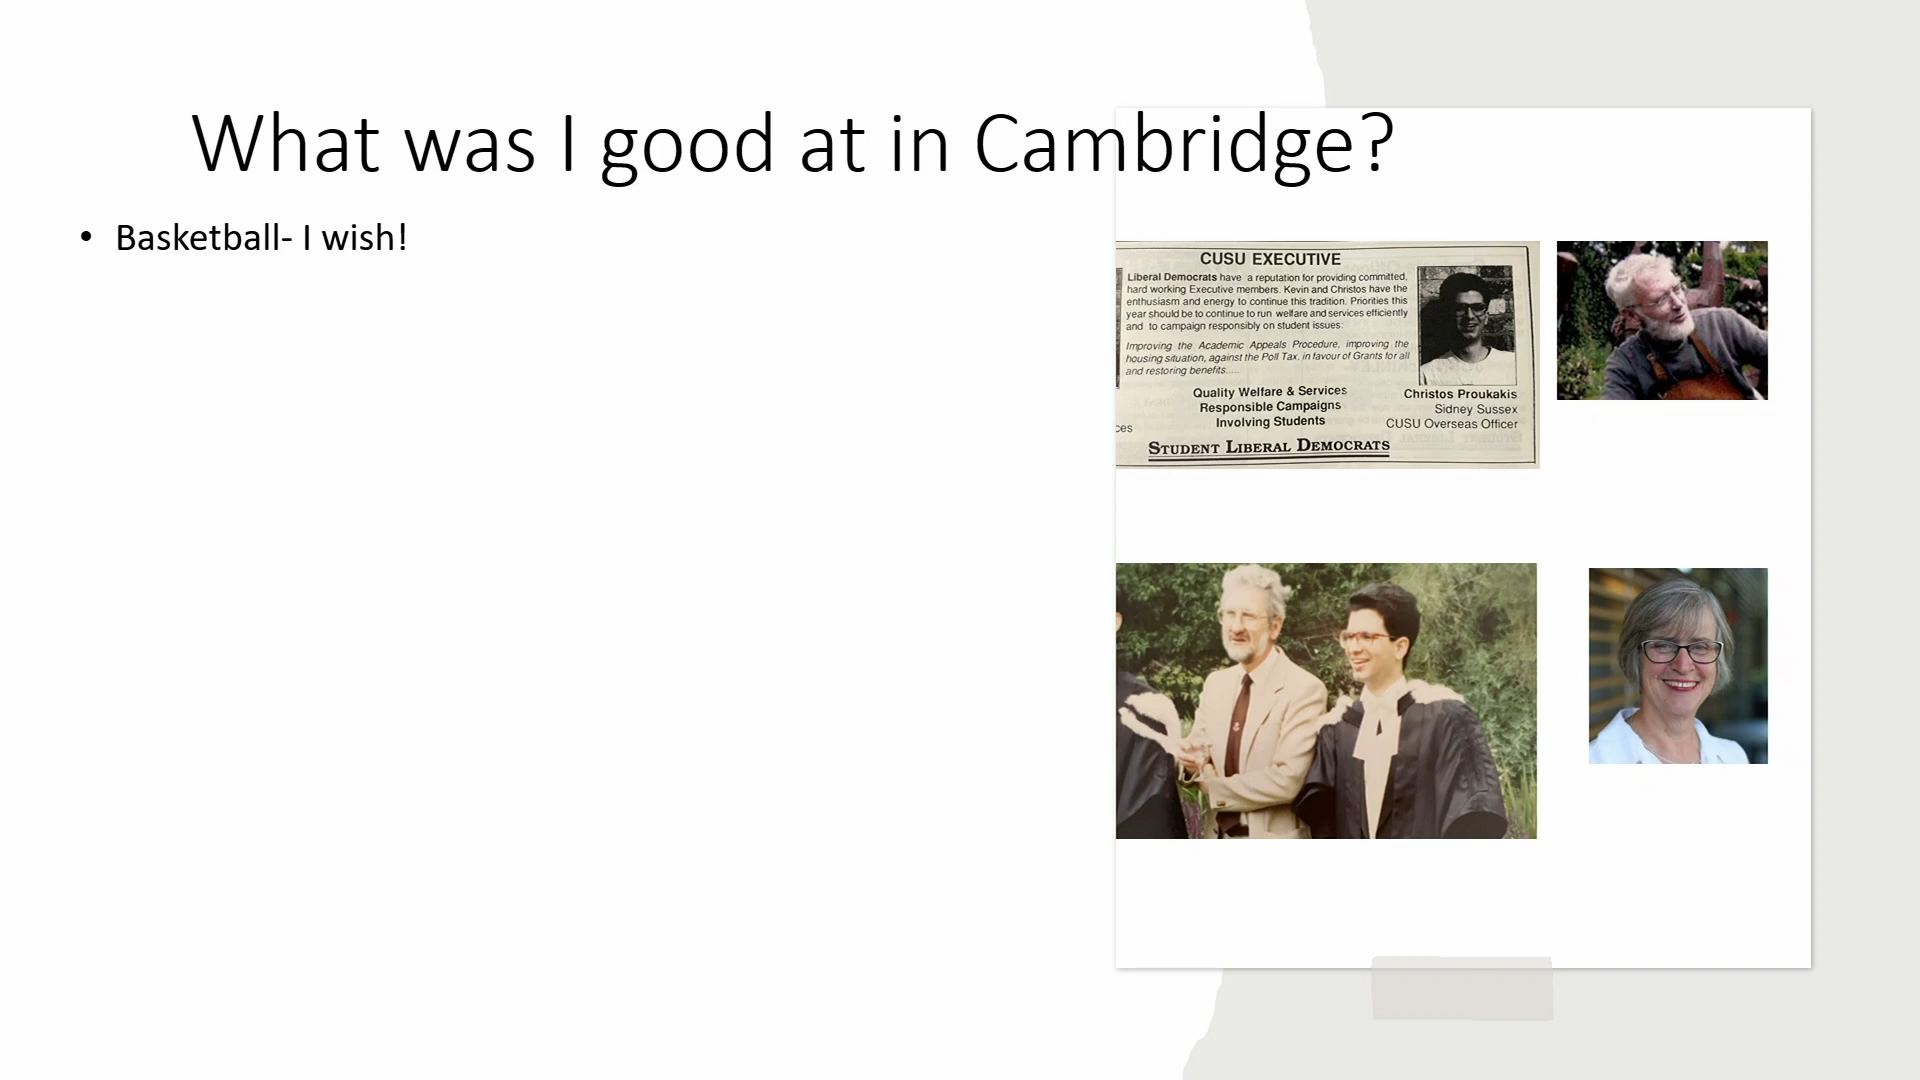 What was I good at in Cambridge?
• Basketball- I wish!
CUSU EXECUTIVE
Liberal Democrats have a reputation for providing committed,
hard working Executive members. Kevin and Christos have the
enthusiasm and energy to continue this tradition. Priorities this
year should be to continue to run welfare and services efficiently
and to campaign responsibly on student issues:
Improving the Academic Appeals Procedure, improving the
housing situation, against the Poll Tax, in favour of Grants for all
and restoring benefits.....
Quality Welfare & Services
Responsible Campaigns
Involving Students
ces
STUDENT LIBERAL DEMOCRATS
Christos Proukakis
Sidney Sussex
CUSU Overseas Officer